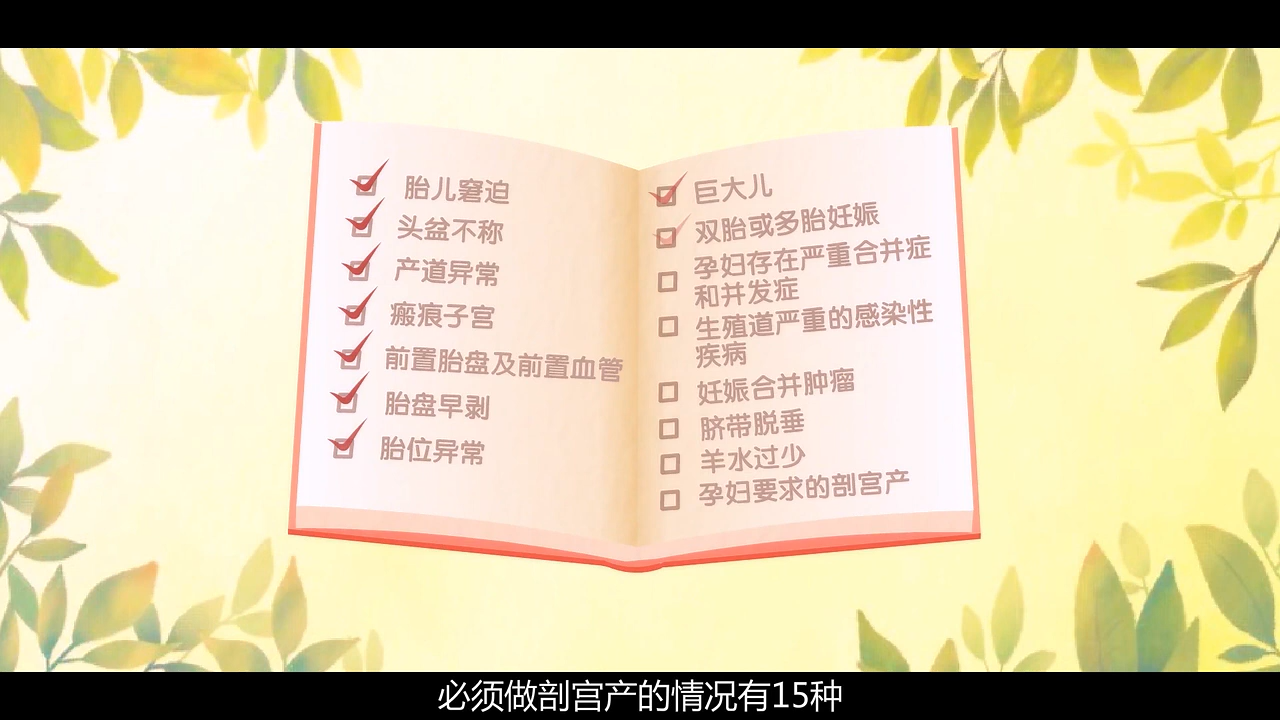 胎儿窘迫
头盆不称
产道异常
瘢痕子宫
前置胎盘及前置血管
胎盘早剥
胎位异常
巨大儿
双胎或多胎妊娠
孕妇存在严重合并症
和并发症
生殖道严重的感染性
疾病
妊娠合并肿瘤
脐带脱垂
羊水过少
孕妇要求的剖宫产
必须做剖宫产的情况有15种